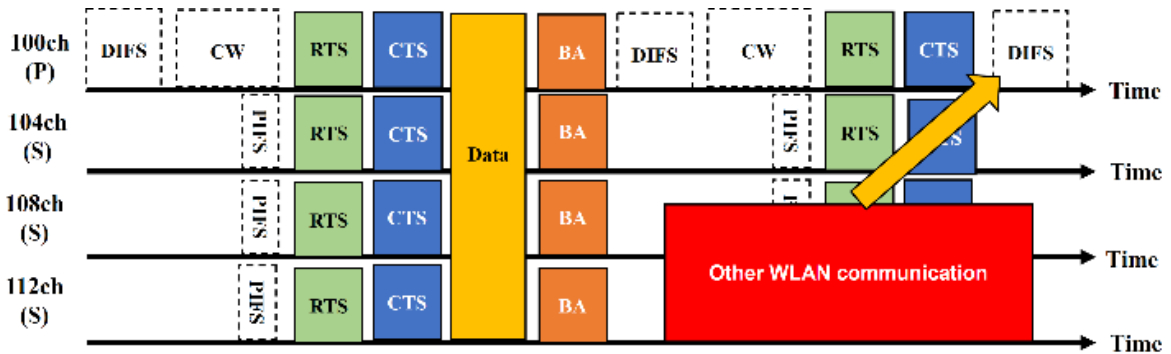 100ch
(P)
DIFS
CW
RTS
CTS
BA
DIFS
CW
RTS
CTS
DIFS
Time
104ch
(S)
PIFS
RTS
CTS
Data
BA
PIFS
RTS
Time
108ch
(S)
PIFS
RTS
CTS
BA
Other WLAN communication
Time
112ch
(S)
PIFS
RTS
CTS
BA
Time